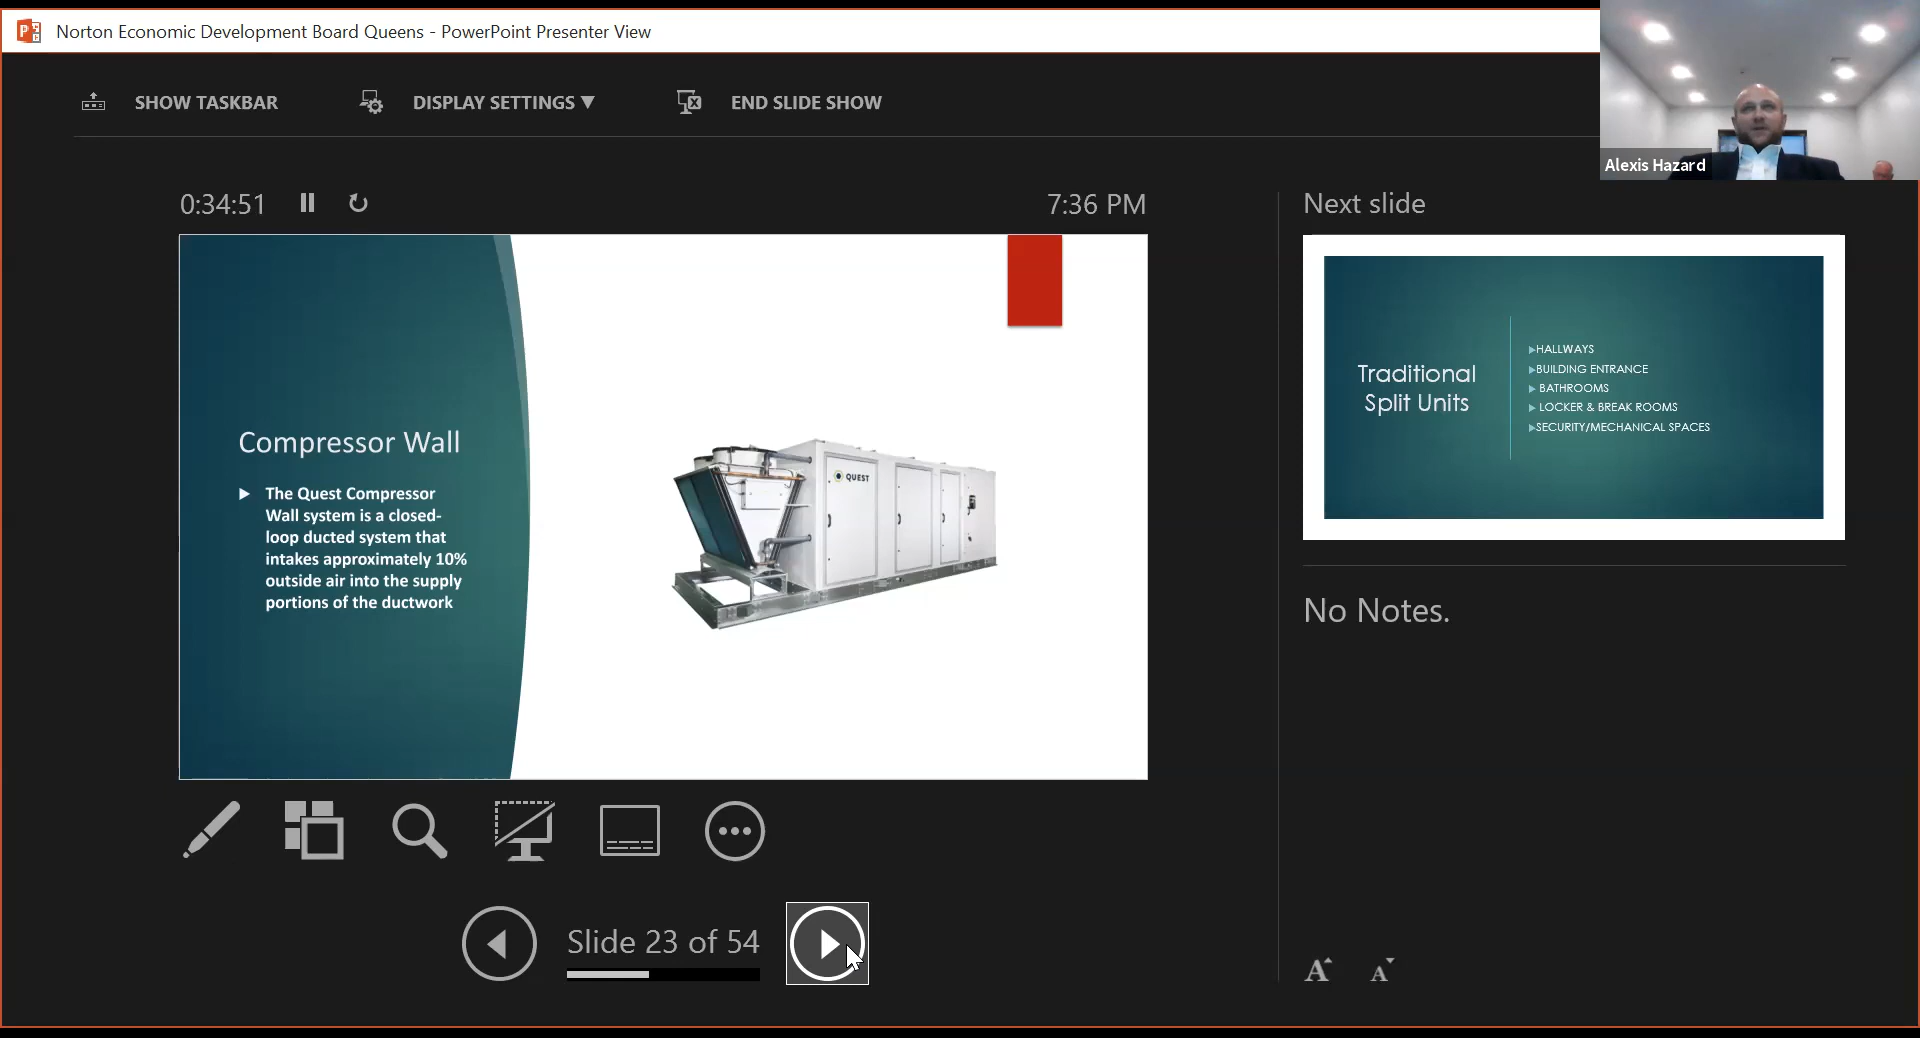 Norton Economic Development Board Queens - PowerPoint Presenter View
SHOW TASKBAR
DISPLAY SETTINGS ▼
END SLIDE SHOW
Alexis Hazard
0:34:51
7:36 PM
Next slide
Compressor Wall
The Quest Compressor
Wall system is a closed-
loop ducted system that
intakes approximately 10%
outside air into the supply
portions of the ductwork
QUEST
Traditional
Split Units
HALLWAYS
BUILDING ENTRANCE
BATHROOMS
LOCKER & BREAK ROOMS
SECURITY/MECHANICAL SPACES
No Notes.
Slide 23 of 54
A
A